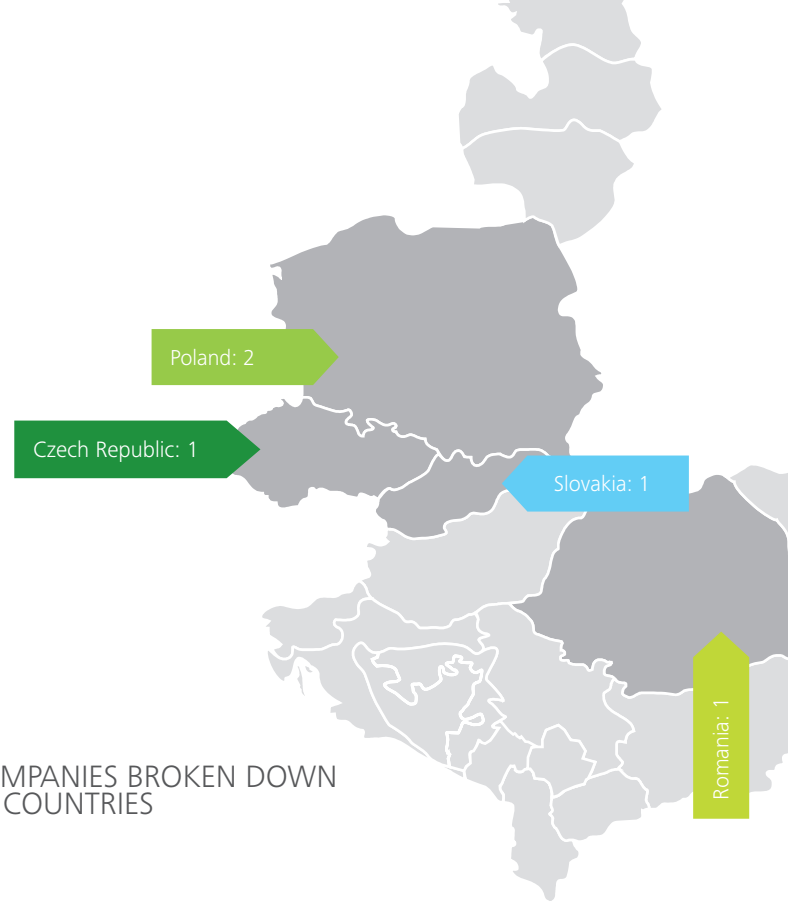 Poland: 2
Czech Republic: 1
Slovakia: 1
Romania: 1
MPANIES BROKEN DOWN
COUNTRIES